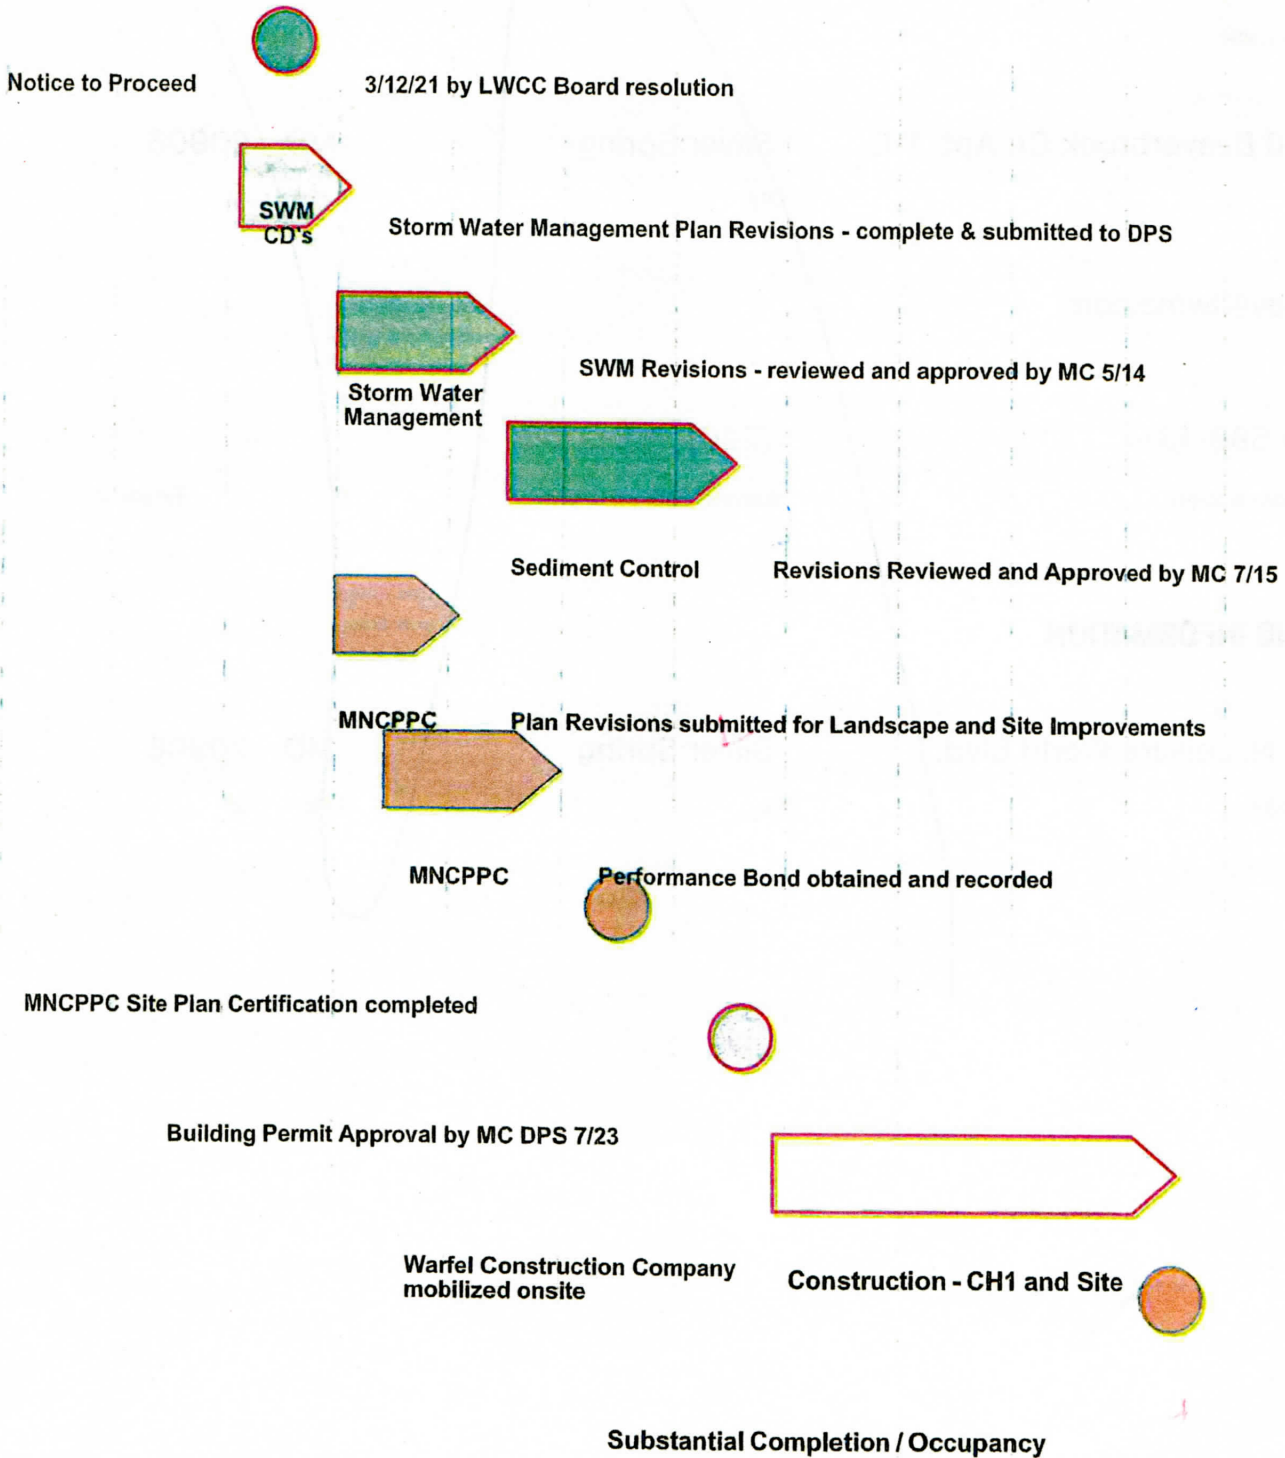 Notice to Proceed
3/12/21 by LWCC Board resolution
SWM
CD's
Storm Water Management Plan Revisions - complete & submitted to DPS
SWM Revisions - reviewed and approved by MC 5/14
Storm Water
Management
Sediment Control
Revisions Reviewed and Approved by MC 7/15
MNCPPC
Plan Revisions submitted for Landscape and Site Improvements
MNCPPC
Performance Bond obtained and recorded
MNCPPC Site Plan Certification completed
Building Permit Approval by MC DPS 7/23
Warfel Construction Company
mobilized onsite
Construction - CH1 and Site
Substantial Completion / Occupancy